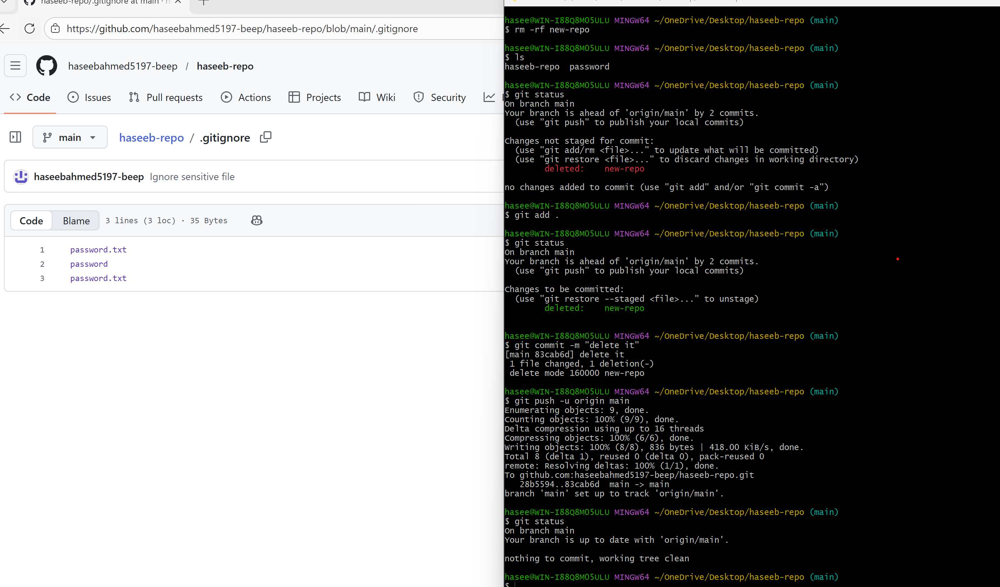 haseeb-repo/.gitignore at main ·
https://github.com/haseebahmed5197-beep/haseeb-repo/blob/main/.gitignore
haseebahmed5197-beep / haseeb-repo
Code Issues Pull requests Actions Projects Wiki Security
main haseeb-repo / .gitignore
haseebahmed5197-beep Ignore sensitive file
Code Blame 3 lines (3 loc) · 35 Bytes
1 password.txt
2 password
3 password.txt
hasee@WIN-I88Q8MO5ULU MINGW64 ~/OneDrive/Desktop/haseeb-repo (main)
$ rm -rf new-repo
hasee@WIN-I88Q8MO5ULU MINGW64 ~/OneDrive/Desktop/haseeb-repo (main)
$ ls
haseeb-repo  password
hasee@WIN-I88Q8MO5ULU MINGW64 ~/OneDrive/Desktop/haseeb-repo (main)
$ git status
On branch main
Your branch is ahead of 'origin/main' by 2 commits.
  (use "git push" to publish your local commits)
Changes not staged for commit:
  (use "git add/rm <file>..." to update what will be committed)
  (use "git restore <file>..." to discard changes in working directory)
        deleted:    new-repo
no changes added to commit (use "git add" and/or "git commit -a")
hasee@WIN-I88Q8MO5ULU MINGW64 ~/OneDrive/Desktop/haseeb-repo (main)
$ git add .
hasee@WIN-I88Q8MO5ULU MINGW64 ~/OneDrive/Desktop/haseeb-repo (main)
$ git status
On branch main
Your branch is ahead of 'origin/main' by 2 commits.
  (use "git push" to publish your local commits)
Changes to be committed:
  (use "git restore --staged <file>..." to unstage)
        deleted:    new-repo
hasee@WIN-I88Q8MO5ULU MINGW64 ~/OneDrive/Desktop/haseeb-repo (main)
$ git commit -m "delete it"
[main 83cab6d] delete it
 1 file changed, 1 deletion(-)
 delete mode 160000 new-repo
hasee@WIN-I88Q8MO5ULU MINGW64 ~/OneDrive/Desktop/haseeb-repo (main)
$ git push -u origin main
Enumerating objects: 9, done.
Counting objects: 100% (9/9), done.
Delta compression using up to 16 threads
Compressing objects: 100% (6/6), done.
Writing objects: 100% (8/8), 836 bytes | 418.00 KiB/s, done.
Total 8 (delta 1), reused 0 (delta 0), pack-reused 0
remote: Resolving deltas: 100% (1/1), done.
To github.com:haseebahmed5197-beep/haseeb-repo.git
   28b5594..83cab6d  main -> main
branch 'main' set up to track 'origin/main'.
hasee@WIN-I88Q8MO5ULU MINGW64 ~/OneDrive/Desktop/haseeb-repo (main)
$ git status
On branch main
Your branch is up to date with 'origin/main'.
nothing to commit, working tree clean
hasee@WIN-I88Q8MO5ULU MINGW64 ~/OneDrive/Desktop/haseeb-repo (main)
$